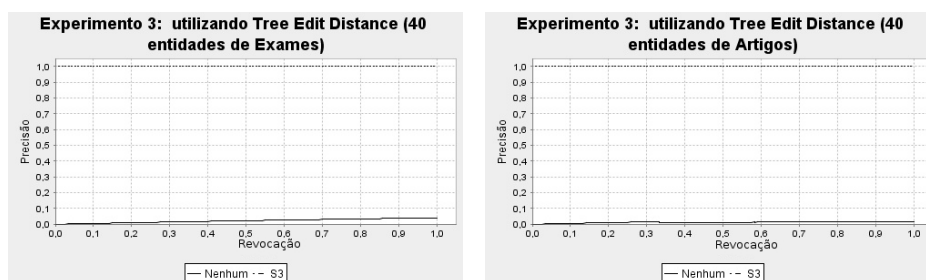 Experimento 3: utilizando Tree Edit Distance (40
entidades de Exames)
1,0
0,9
0,8
0,7
0,6
0,5
0,4
0,3
0,2
0,1
0,0
Precisão
0,0 0,1 0,2 0,3 0,4 0,5 0,6 0,7 0,8 0,9 1,0
Revocação
Nenhum S3
Experimento 3: utilizando Tree Edit Distance (40
entidades de Artigos)
1,0
0,9
0,8
0,7
0,6
0,5
0,4
0,3
0,2
0,1
0,0
Precisão
0,0 0,1 0,2 0,3 0,4 0,5 0,6 0,7 0,8 0,9 1,0
Revocação
Nenhum S3